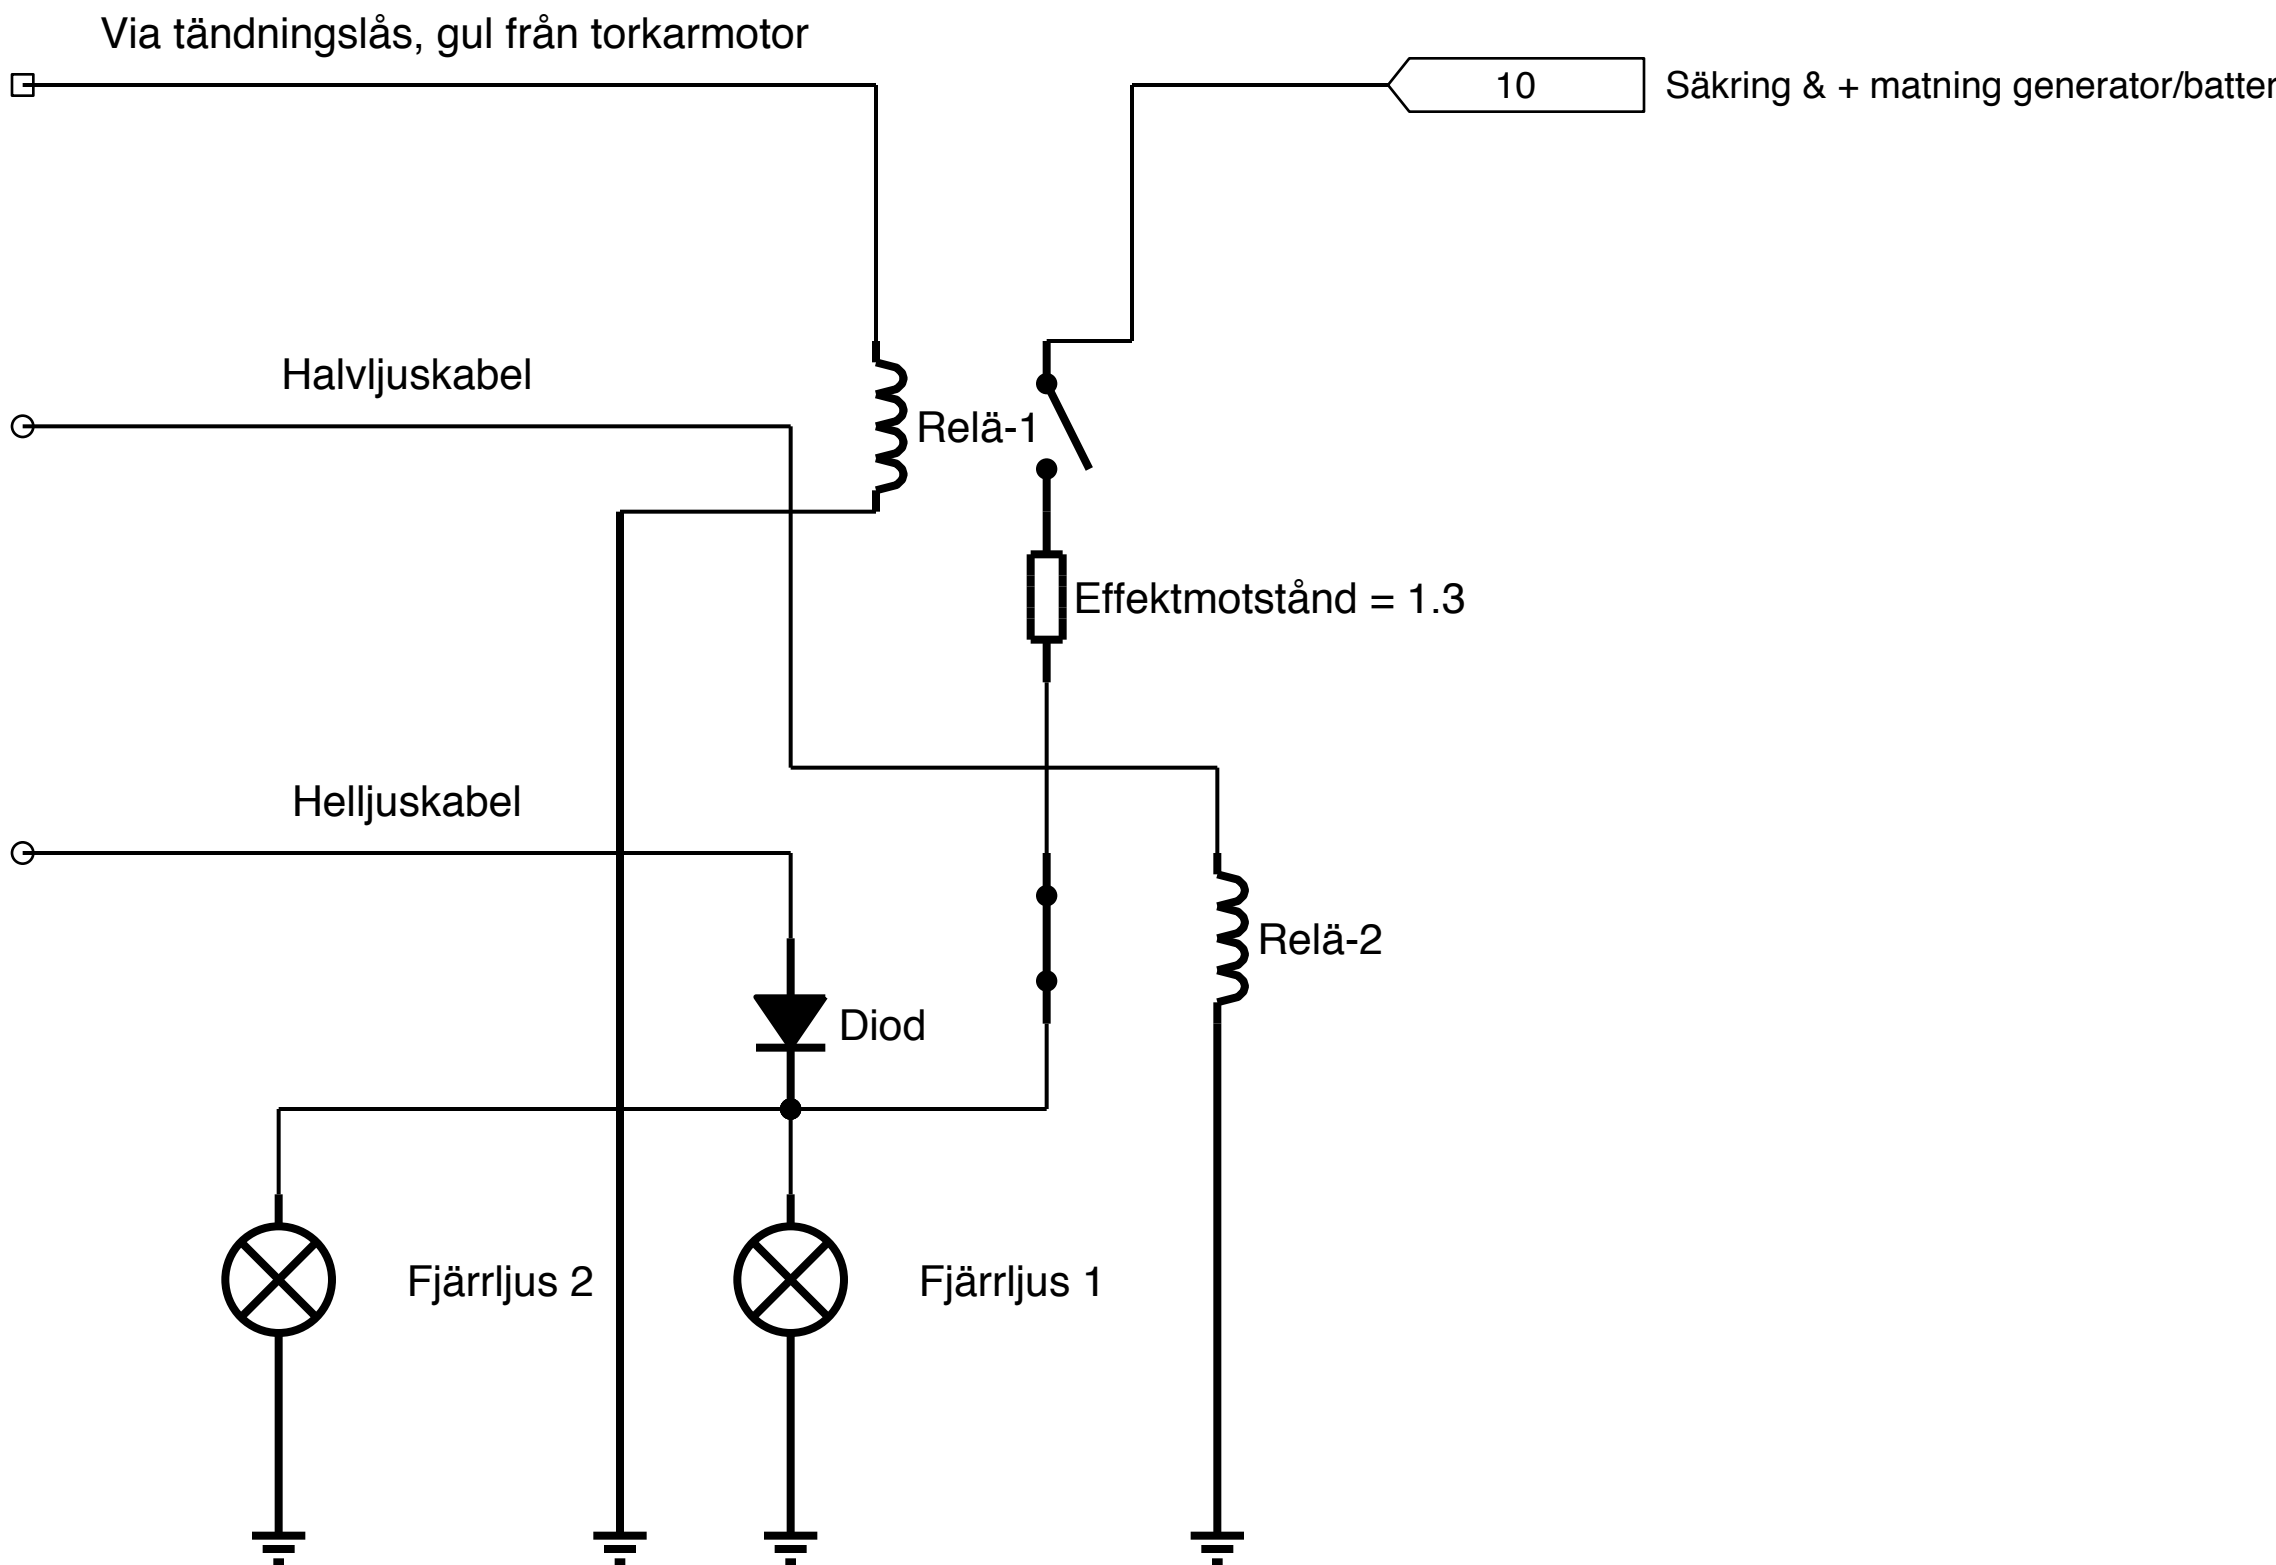 Via tändningslås, gul från torkarmotor
10
Säkring & + matning generator/batter
Halvljuskabel
Relä-1
Effektmotstånd = 1.3
Helljuskabel
Relä-2
Diod
Fjärrljus 2
Fjärrljus 1